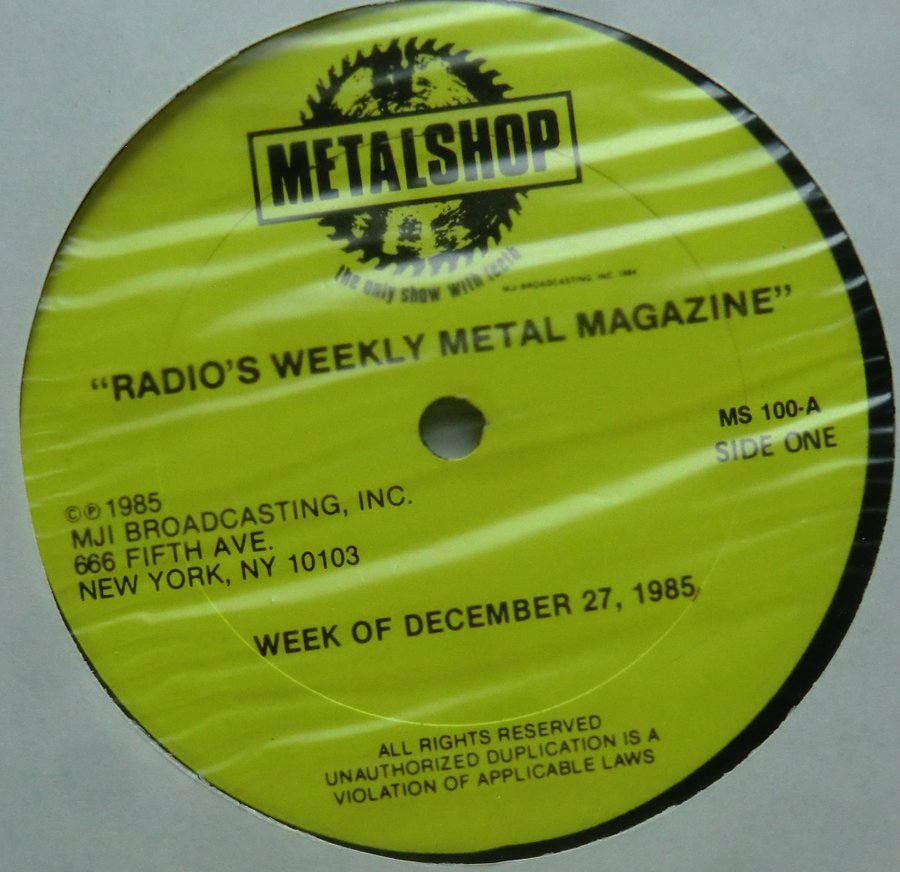 METALSHOP
the only show with teeth
MJI BROADCASTING, INC. 1984
"RADIO'S WEEKLY METAL MAGAZINE"
MS 100-A
SIDE ONE
©℗ 1985
MJI BROADCASTING, INC.
666 FIFTH AVE.
NEW YORK, NY 10103
WEEK OF DECEMBER 27, 1985
ALL RIGHTS RESERVED
UNAUTHORIZED DUPLICATION IS A
VIOLATION OF APPLICABLE LAWS